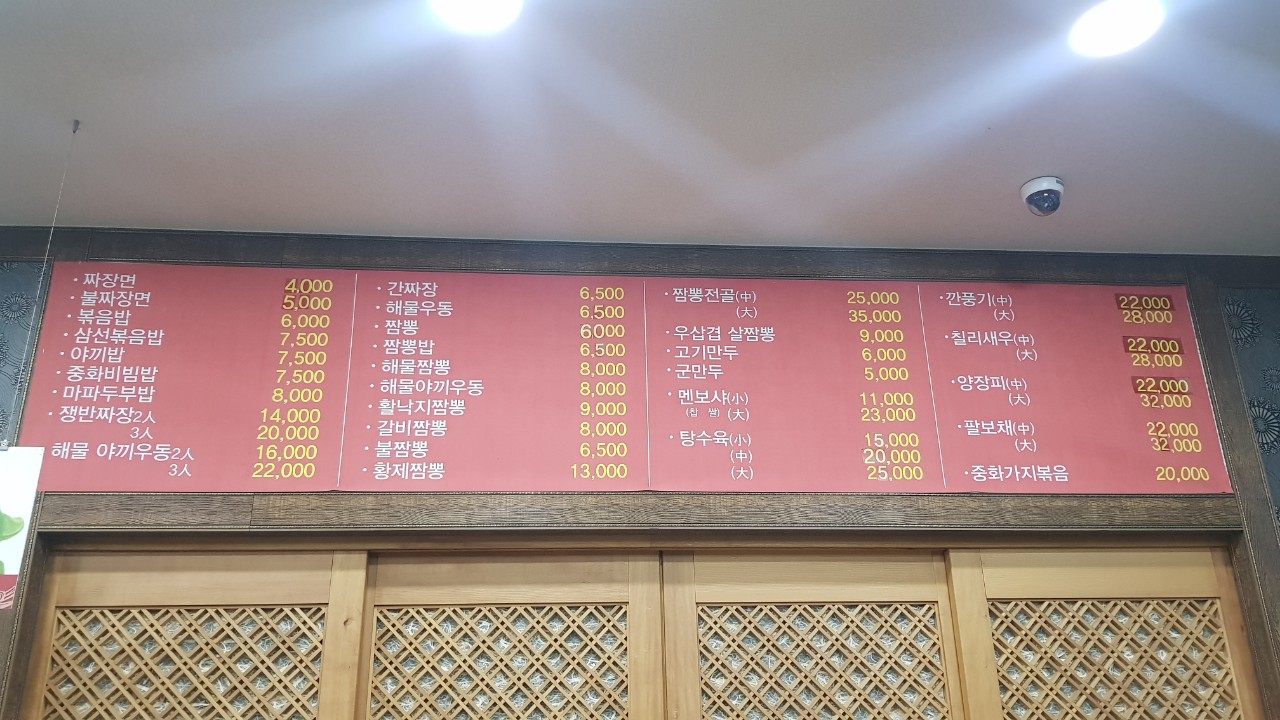 · 짜장면 4,000
· 불짜장면 5,000
· 볶음밥 6,000
· 삼선볶음밥 7,500
· 야끼밥 7,500
· 중화비빔밥 7,500
· 마파두부밥 8,000
· 쟁반짜장2人 14,000
3人 20,000
해물 야끼우동2人 16,000
3人 22,000
· 간짜장 6,500
· 해물우동 6,500
· 짬뽕 6000
· 짬뽕밥 6,500
· 해물짬뽕 8,000
· 해물야끼우동 8,000
· 활낙지짬뽕 9,000
· 갈비짬뽕 8,000
· 불짬뽕 6,500
· 황제짬뽕 13,000
· 짬뽕전골(中) 25,000
(大) 35,000
· 우삼겹 살짬뽕 9,000
· 고기만두 6,000
· 군만두 5,000
· 멘보샤(小) 11,000
(찹 쌀) (大) 23,000
· 탕수육(小) 15,000
(中) 20,000
(大) 25,000
· 깐풍기(中) 22,000
(大) 28,000
· 칠리새우(中) 22,000
(大) 28,000
· 양장피(中) 22,000
(大) 32,000
· 팔보채(中) 22,000
(大) 32,000
· 중화가지볶음 20,000